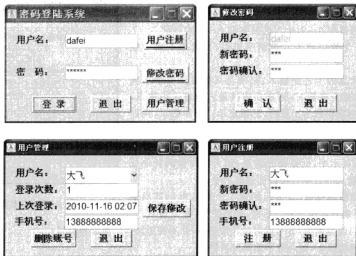 密码登陆系统
用户名: dafei 用户注册
密 码: ****** 修改密码
登 录 退 出 用户管理
修改密码
用户名: dafei
新密码: ***
密码确认: ***
确 认 退 出
用户管理
用户名: 大飞
登录次数: 1
上次登录: 2010-11-16 02:07 保存修改
手机号: 13888888888
删除账号 退 出
用户注册
用户名: 大飞
新密码: ***
密码确认: ***
手机号: 13888888888
注 册 退 出